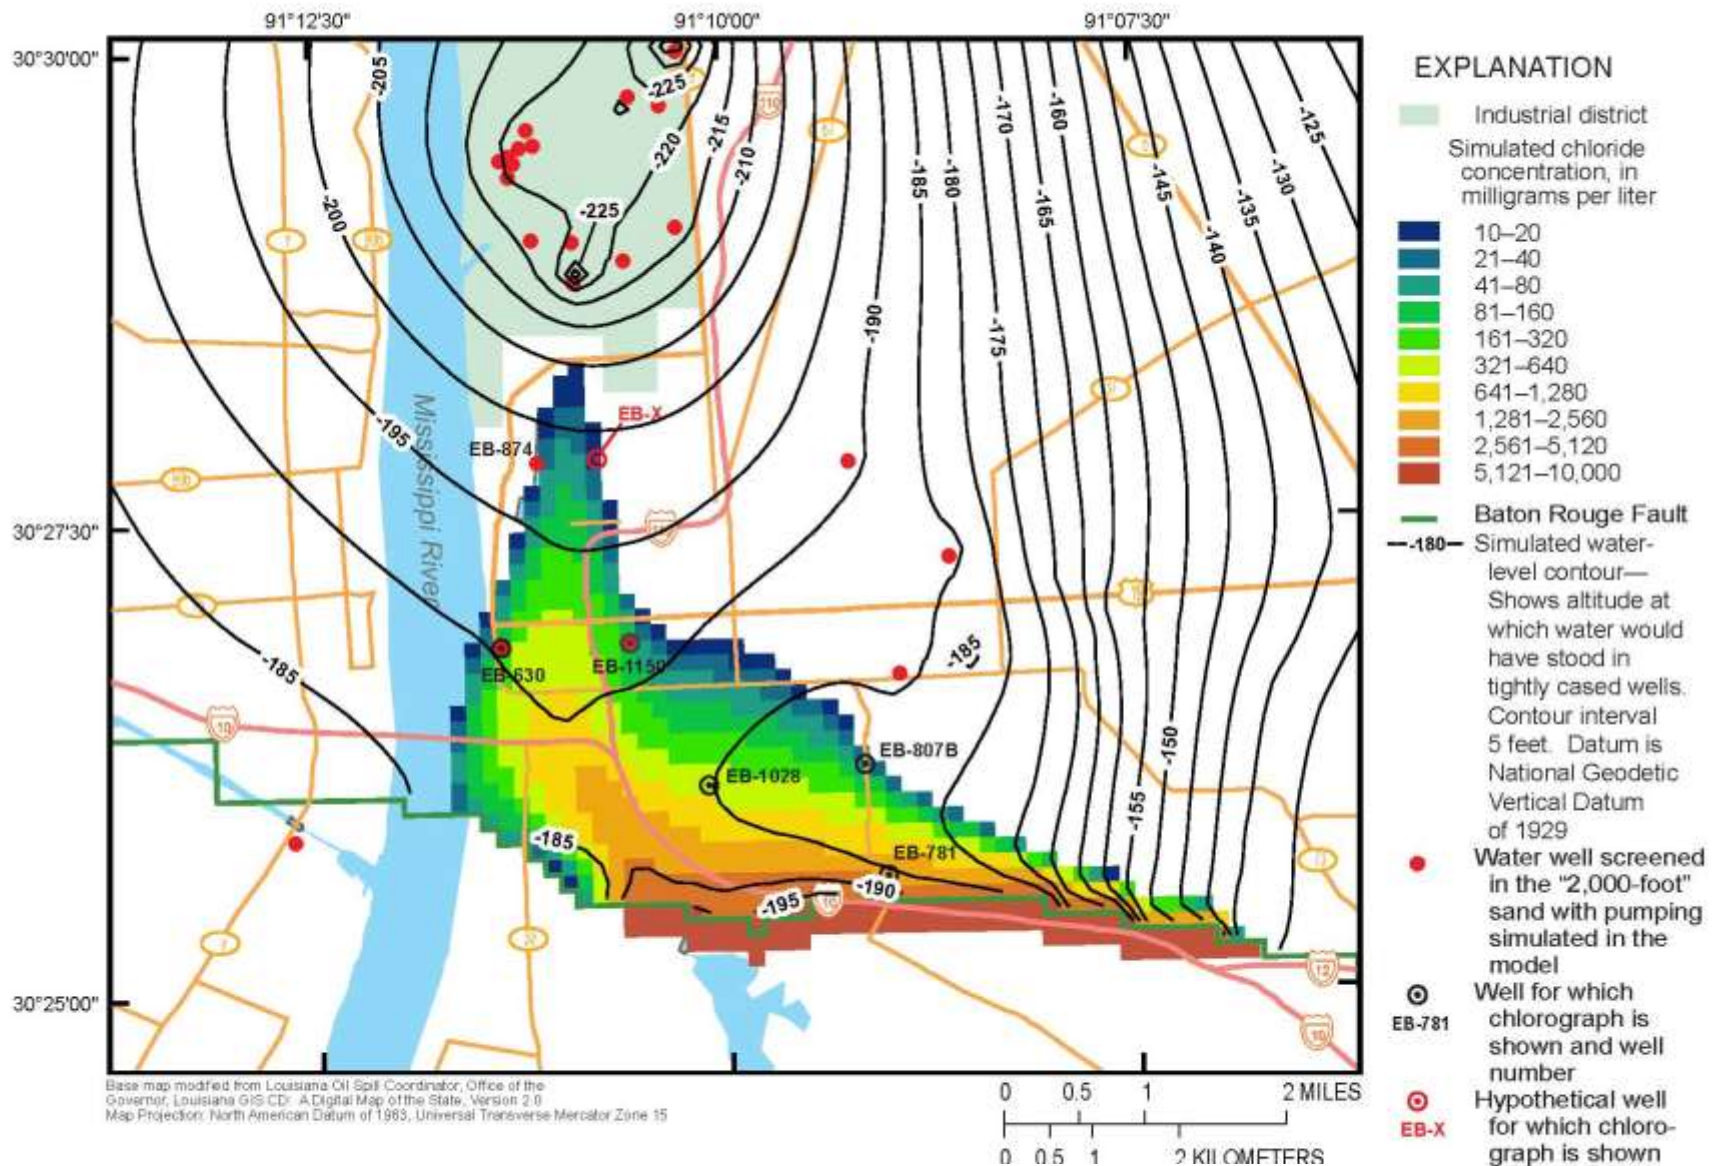 91°12'30"
91°10'00"
91°07'30"
30°30'00"
30°27'30"
30°25'00"
-205
-200
-195
-185
-225
-220
-215
-210
-225
-185
-180
-170
-160
-165
-175
-190
-145
-140
-135
-130
-125
-150
-155
-185
-185
-190
-195
110
10
10
12
10
Mississippi River
EB-X
EB-874
EB-630
EB-1150
EB-1028
EB-807B
EB-781
EXPLANATION
Industrial district
Simulated chloride
concentration, in
milligrams per liter
10–20
21–40
41–80
81–160
161–320
321–640
641–1,280
1,281–2,560
2,561–5,120
5,121–10,000
Baton Rouge Fault
-180
Simulated water-
level contour—
Shows altitude at
which water would
have stood in
tightly cased wells.
Contour interval
5 feet. Datum is
National Geodetic
Vertical Datum
of 1929
Water well screened
in the “2,000-foot”
sand with pumping
simulated in the
model
EB-781
Well for which
chlorograph is
shown and well
number
EB-X
Hypothetical well
for which chloro-
graph is shown
Base map modified from Louisiana Oil Spill Coordinator, Office of the
Governor, Louisiana GIS CD: A Digital Map of the State, Version 2.0
Map Projection: North American Datum of 1983, Universal Transverse Mercator Zone 15
0 0.5 1 2 MILES
0 0.5 1 2 KILOMETERS